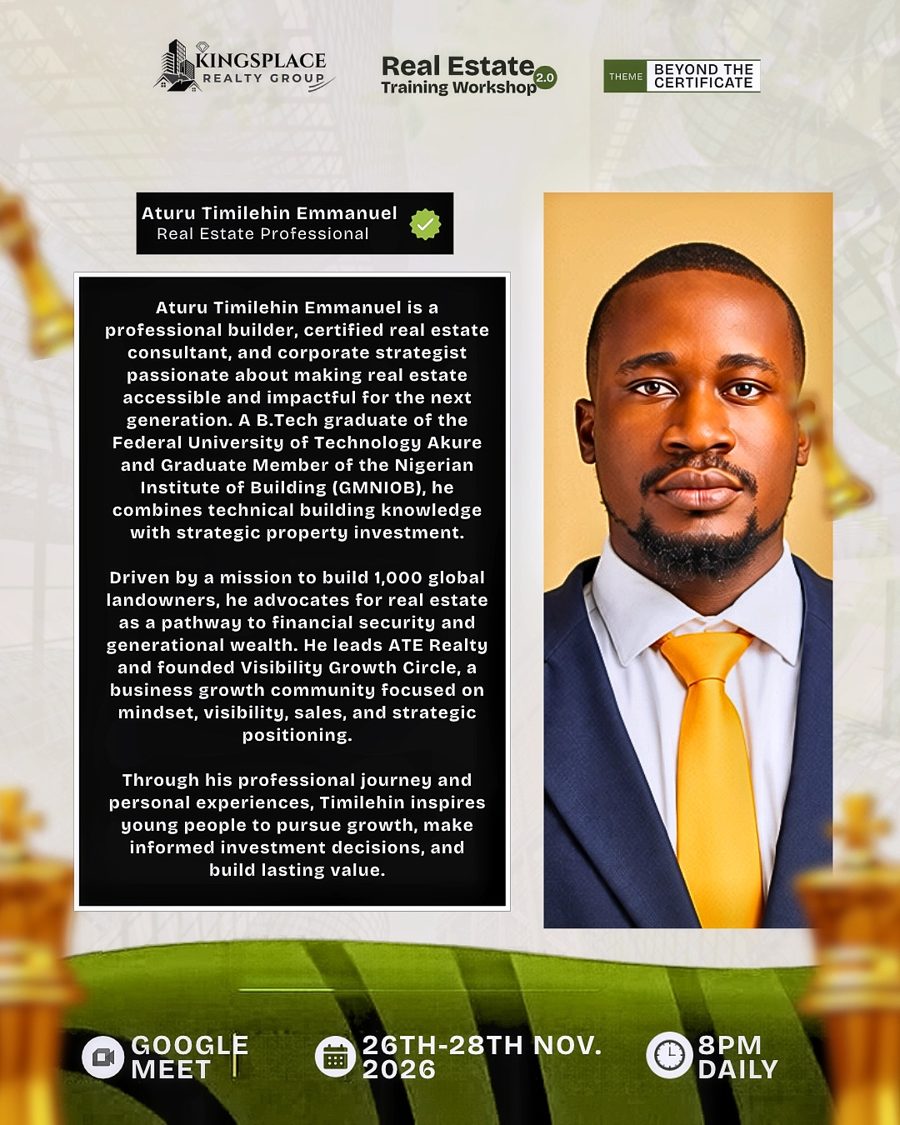 KINGSPLACE
REALTY GROUP
Real Estate
Training Workshop 2.0
THEME
BEYOND THE
CERTIFICATE
Aturu Timilehin Emmanuel
Real Estate Professional
Aturu Timilehin Emmanuel is a
professional builder, certified real estate
consultant, and corporate strategist
passionate about making real estate
accessible and impactful for the next
generation. A B.Tech graduate of the
Federal University of Technology Akure
and Graduate Member of the Nigerian
Institute of Building (GMNIOB), he
combines technical building knowledge
with strategic property investment.
Driven by a mission to build 1,000 global
landowners, he advocates for real estate
as a pathway to financial security and
generational wealth. He leads ATE Realty
and founded Visibility Growth Circle, a
business growth community focused on
mindset, visibility, sales, and strategic
positioning.
Through his professional journey and
personal experiences, Timilehin inspires
young people to pursue growth, make
informed investment decisions, and
build lasting value.
GOOGLE
MEET
26TH-28TH NOV.
2026
8PM
DAILY